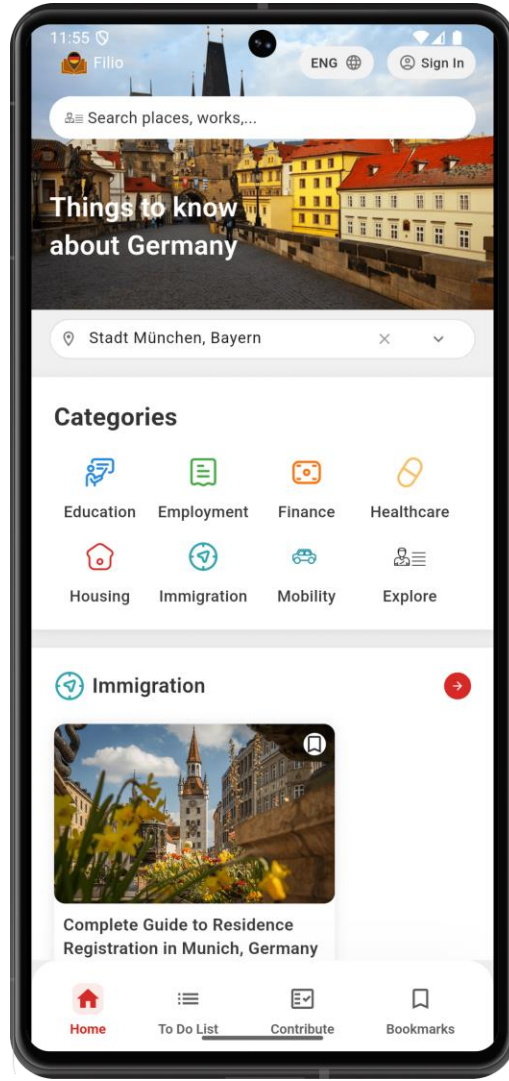 11:55
Filio
ENG
Sign In
Search places, works,...
Things to know
about Germany
Stadt München, Bayern
Categories
Education
Employment
Finance
Healthcare
Housing
Immigration
Mobility
Explore
Immigration
Complete Guide to Residence
Registration in Munich, Germany
Home
To Do List
Contribute
Bookmarks